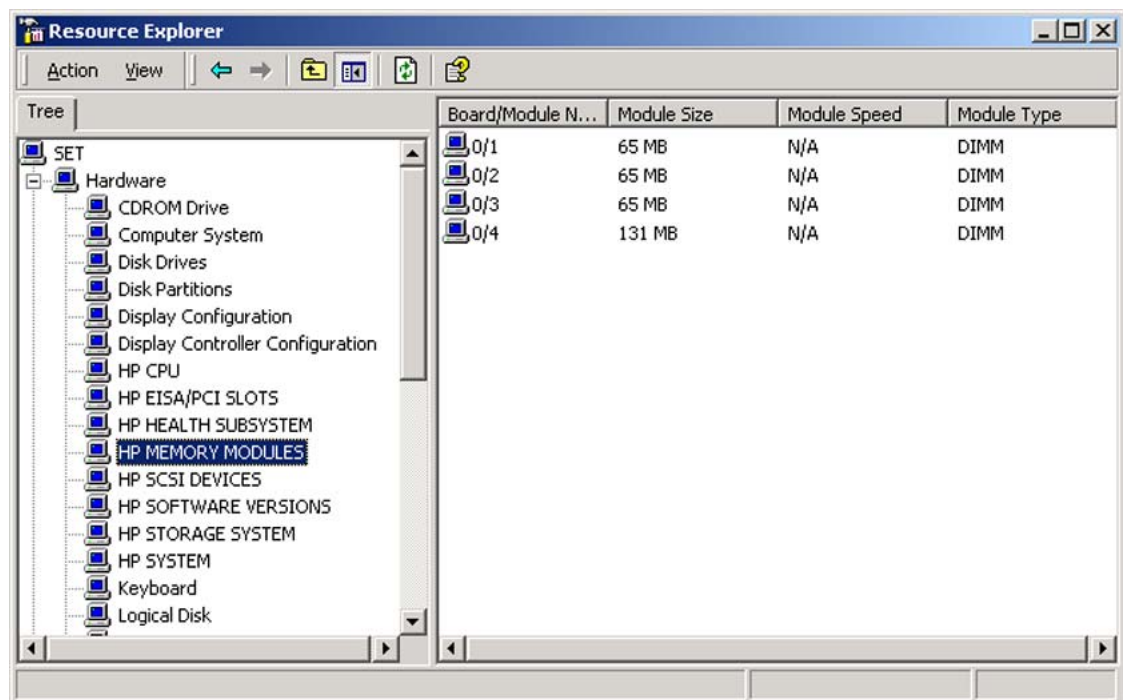 Resource Explorer
Action View
Tree
SET
Hardware
CDROM Drive
Computer System
Disk Drives
Disk Partitions
Display Configuration
Display Controller Configuration
HP CPU
HP EISA/PCI SLOTS
HP HEALTH SUBSYSTEM
HP MEMORY MODULES
HP SCSI DEVICES
HP SOFTWARE VERSIONS
HP STORAGE SYSTEM
HP SYSTEM
Keyboard
Logical Disk
Board/Module N... Module Size Module Speed Module Type
0/1 65 MB N/A DIMM
0/2 65 MB N/A DIMM
0/3 65 MB N/A DIMM
0/4 131 MB N/A DIMM